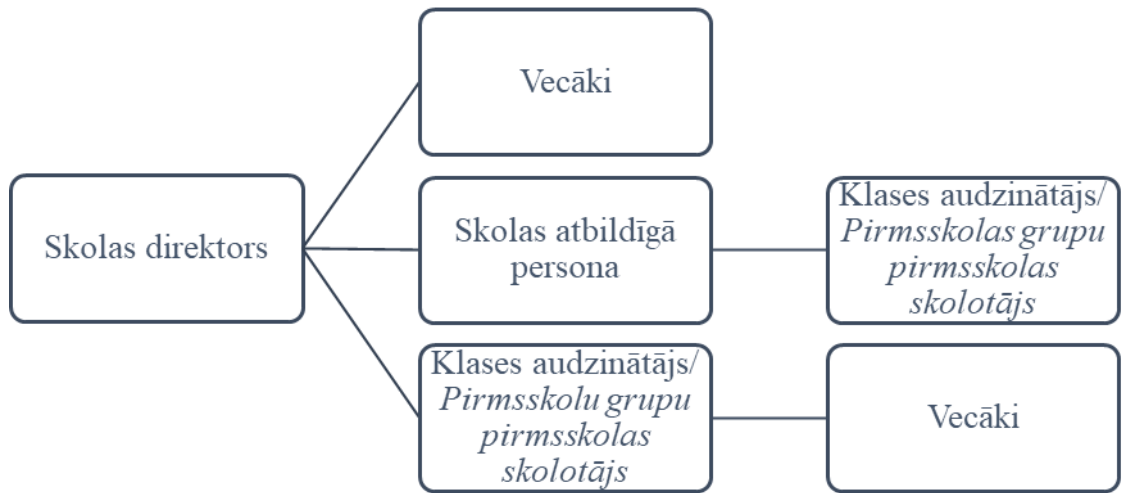 Vecāki
Skolas direktors
Skolas atbildīgā
persona
Klases audzinātājs/
Pirmsskolas grupu
pirmsskolas
skolotājs
Klases audzinātājs/
Pirmsskolu grupu
pirmsskolas
skolotājs
Vecāki